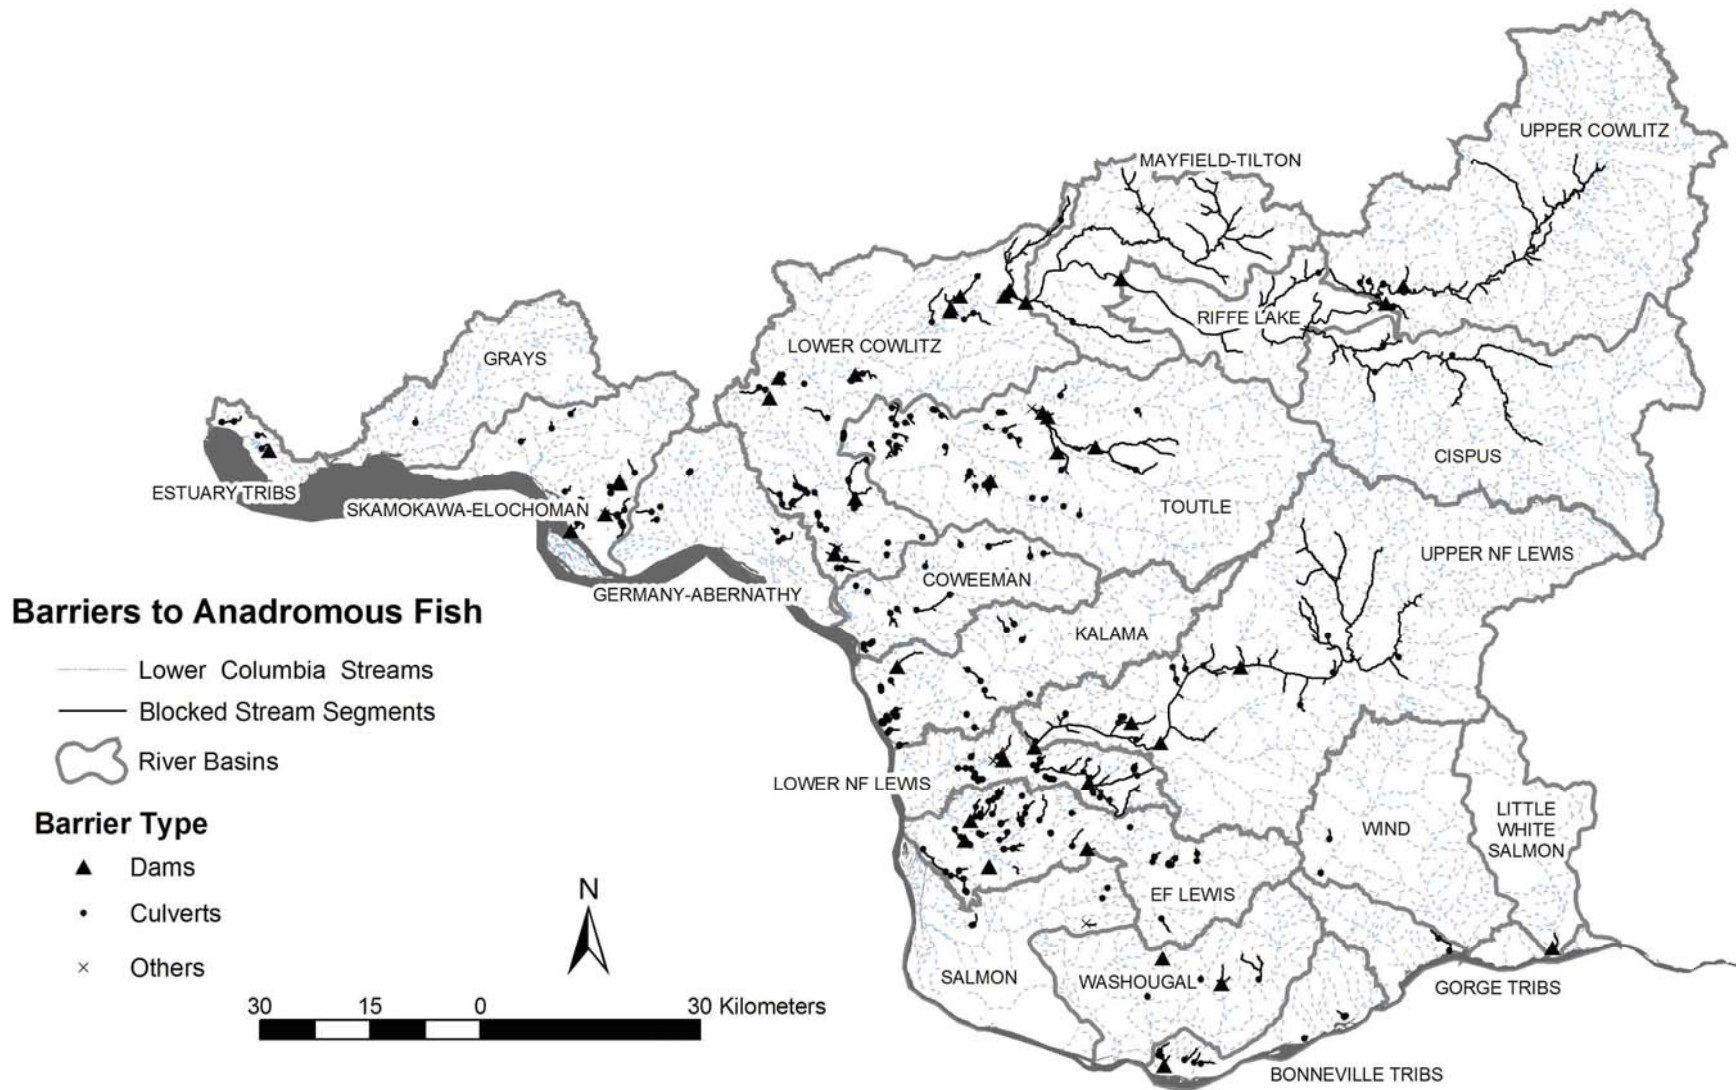 UPPER COWLITZ
MAYFIELD-TILTON
RIFFE LAKE
LOWER COWLITZ
GRAYS
CISPUS
ESTUARY TRIBS
SKAMOKAWA-ELOCHOMAN
TOUTLE
UPPER NF LEWIS
COWEEMAN
GERMANY-ABERNATHY
KALAMA
LOWER NF LEWIS
WIND
LITTLE
WHITE
SALMON
EF LEWIS
SALMON
WASHOUGAL
GORGE TRIBS
BONNEVILLE TRIBS
Barriers to Anadromous Fish
Lower Columbia Streams
Blocked Stream Segments
River Basins
Barrier Type
Dams
Culverts
Others
N
30 15 0 30 Kilometers